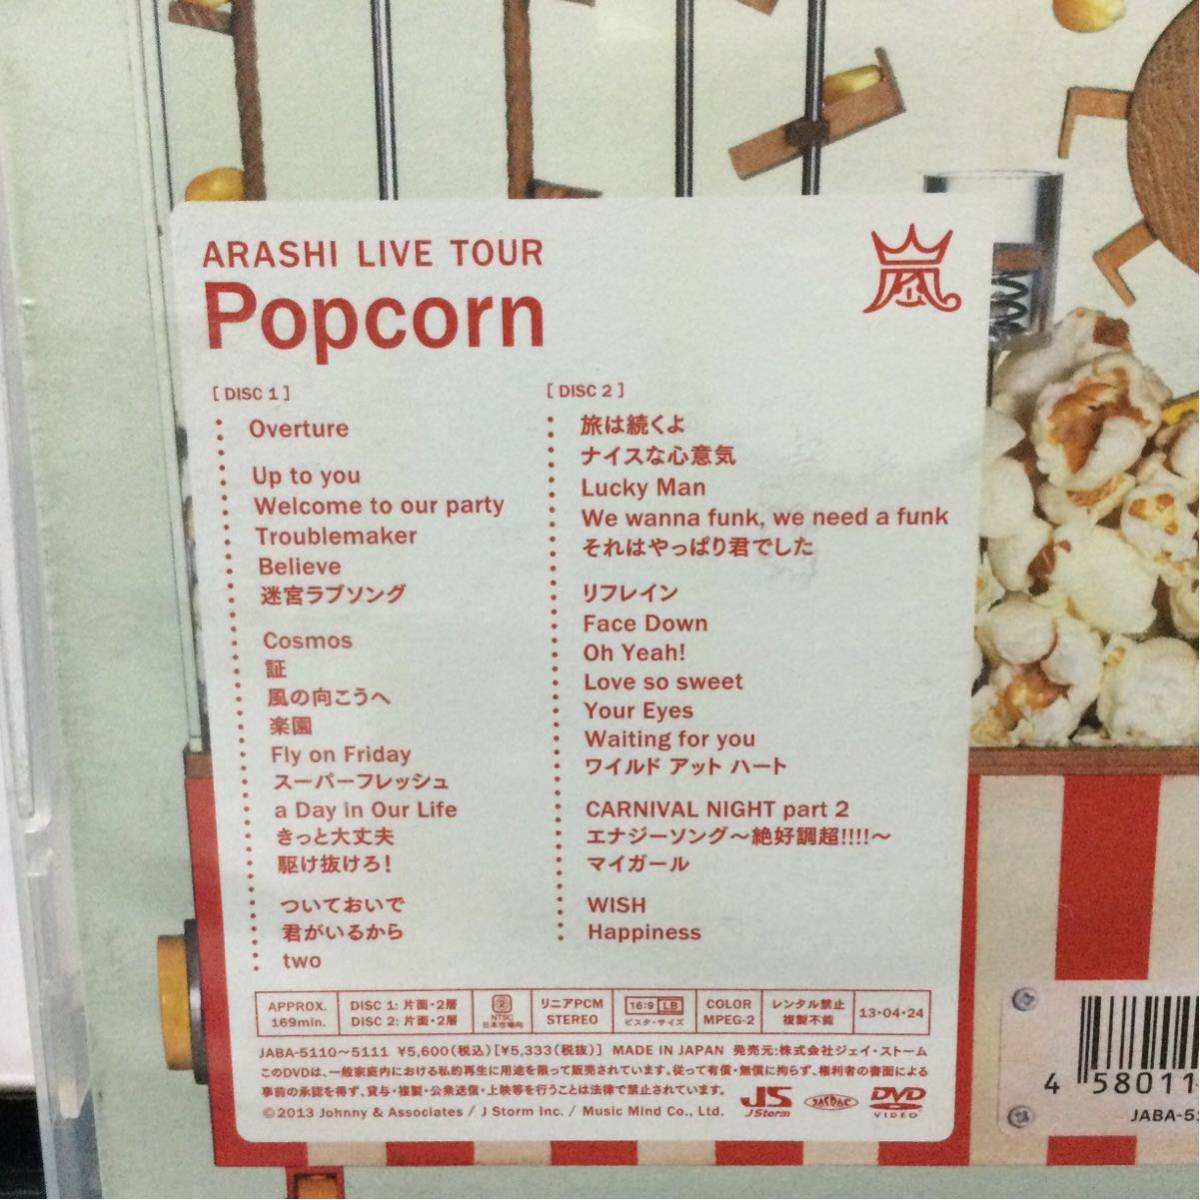 ARASHI LIVE TOUR
Popcorn
嵐
[ DISC 1 ]
Overture
Up to you
Welcome to our party
Troublemaker
Believe
迷宮ラブソング
Cosmos
証
風の向こうへ
楽園
Fly on Friday
スーパーフレッシュ
a Day in Our Life
きっと大丈夫
駆け抜けろ!
ついておいで
君がいるから
two
[ DISC 2 ]
旅は続くよ
ナイスな心意気
Lucky Man
We wanna funk, we need a funk
それはやっぱり君でした
リフレイン
Face Down
Oh Yeah!
Love so sweet
Your Eyes
Waiting for you
ワイルド アット ハート
CARNIVAL NIGHT part 2
エナジーソング〜絶好調超!!!!〜
マイガール
WISH
Happiness
APPROX.
169min.
DISC 1: 片面・2層
DISC 2: 片面・2層
2
NTSC
日本市場向
リニアPCM
STEREO
16:9 LB
ビスタ・サイズ
COLOR
MPEG-2
レンタル禁止
複製不能
13・04・24
JABA-5110〜5111 ¥5,600(税込)[¥5,333(税抜)] MADE IN JAPAN 発売元:株式会社ジェイ・ストーム
このDVDは、一般家庭内における私的再生に用途を限って販売されています。従って有償・無償に拘らず、権利者の書面による
事前の承認を得ず、貸与・複製・公衆送信・上映等を行うことは法律で禁止されています。
©2013 Johnny & Associates / J Storm Inc. / Music Mind Co., Ltd.
JS
J Storm
JASRAC
DVD
VIDEO
4 58011
JABA-51